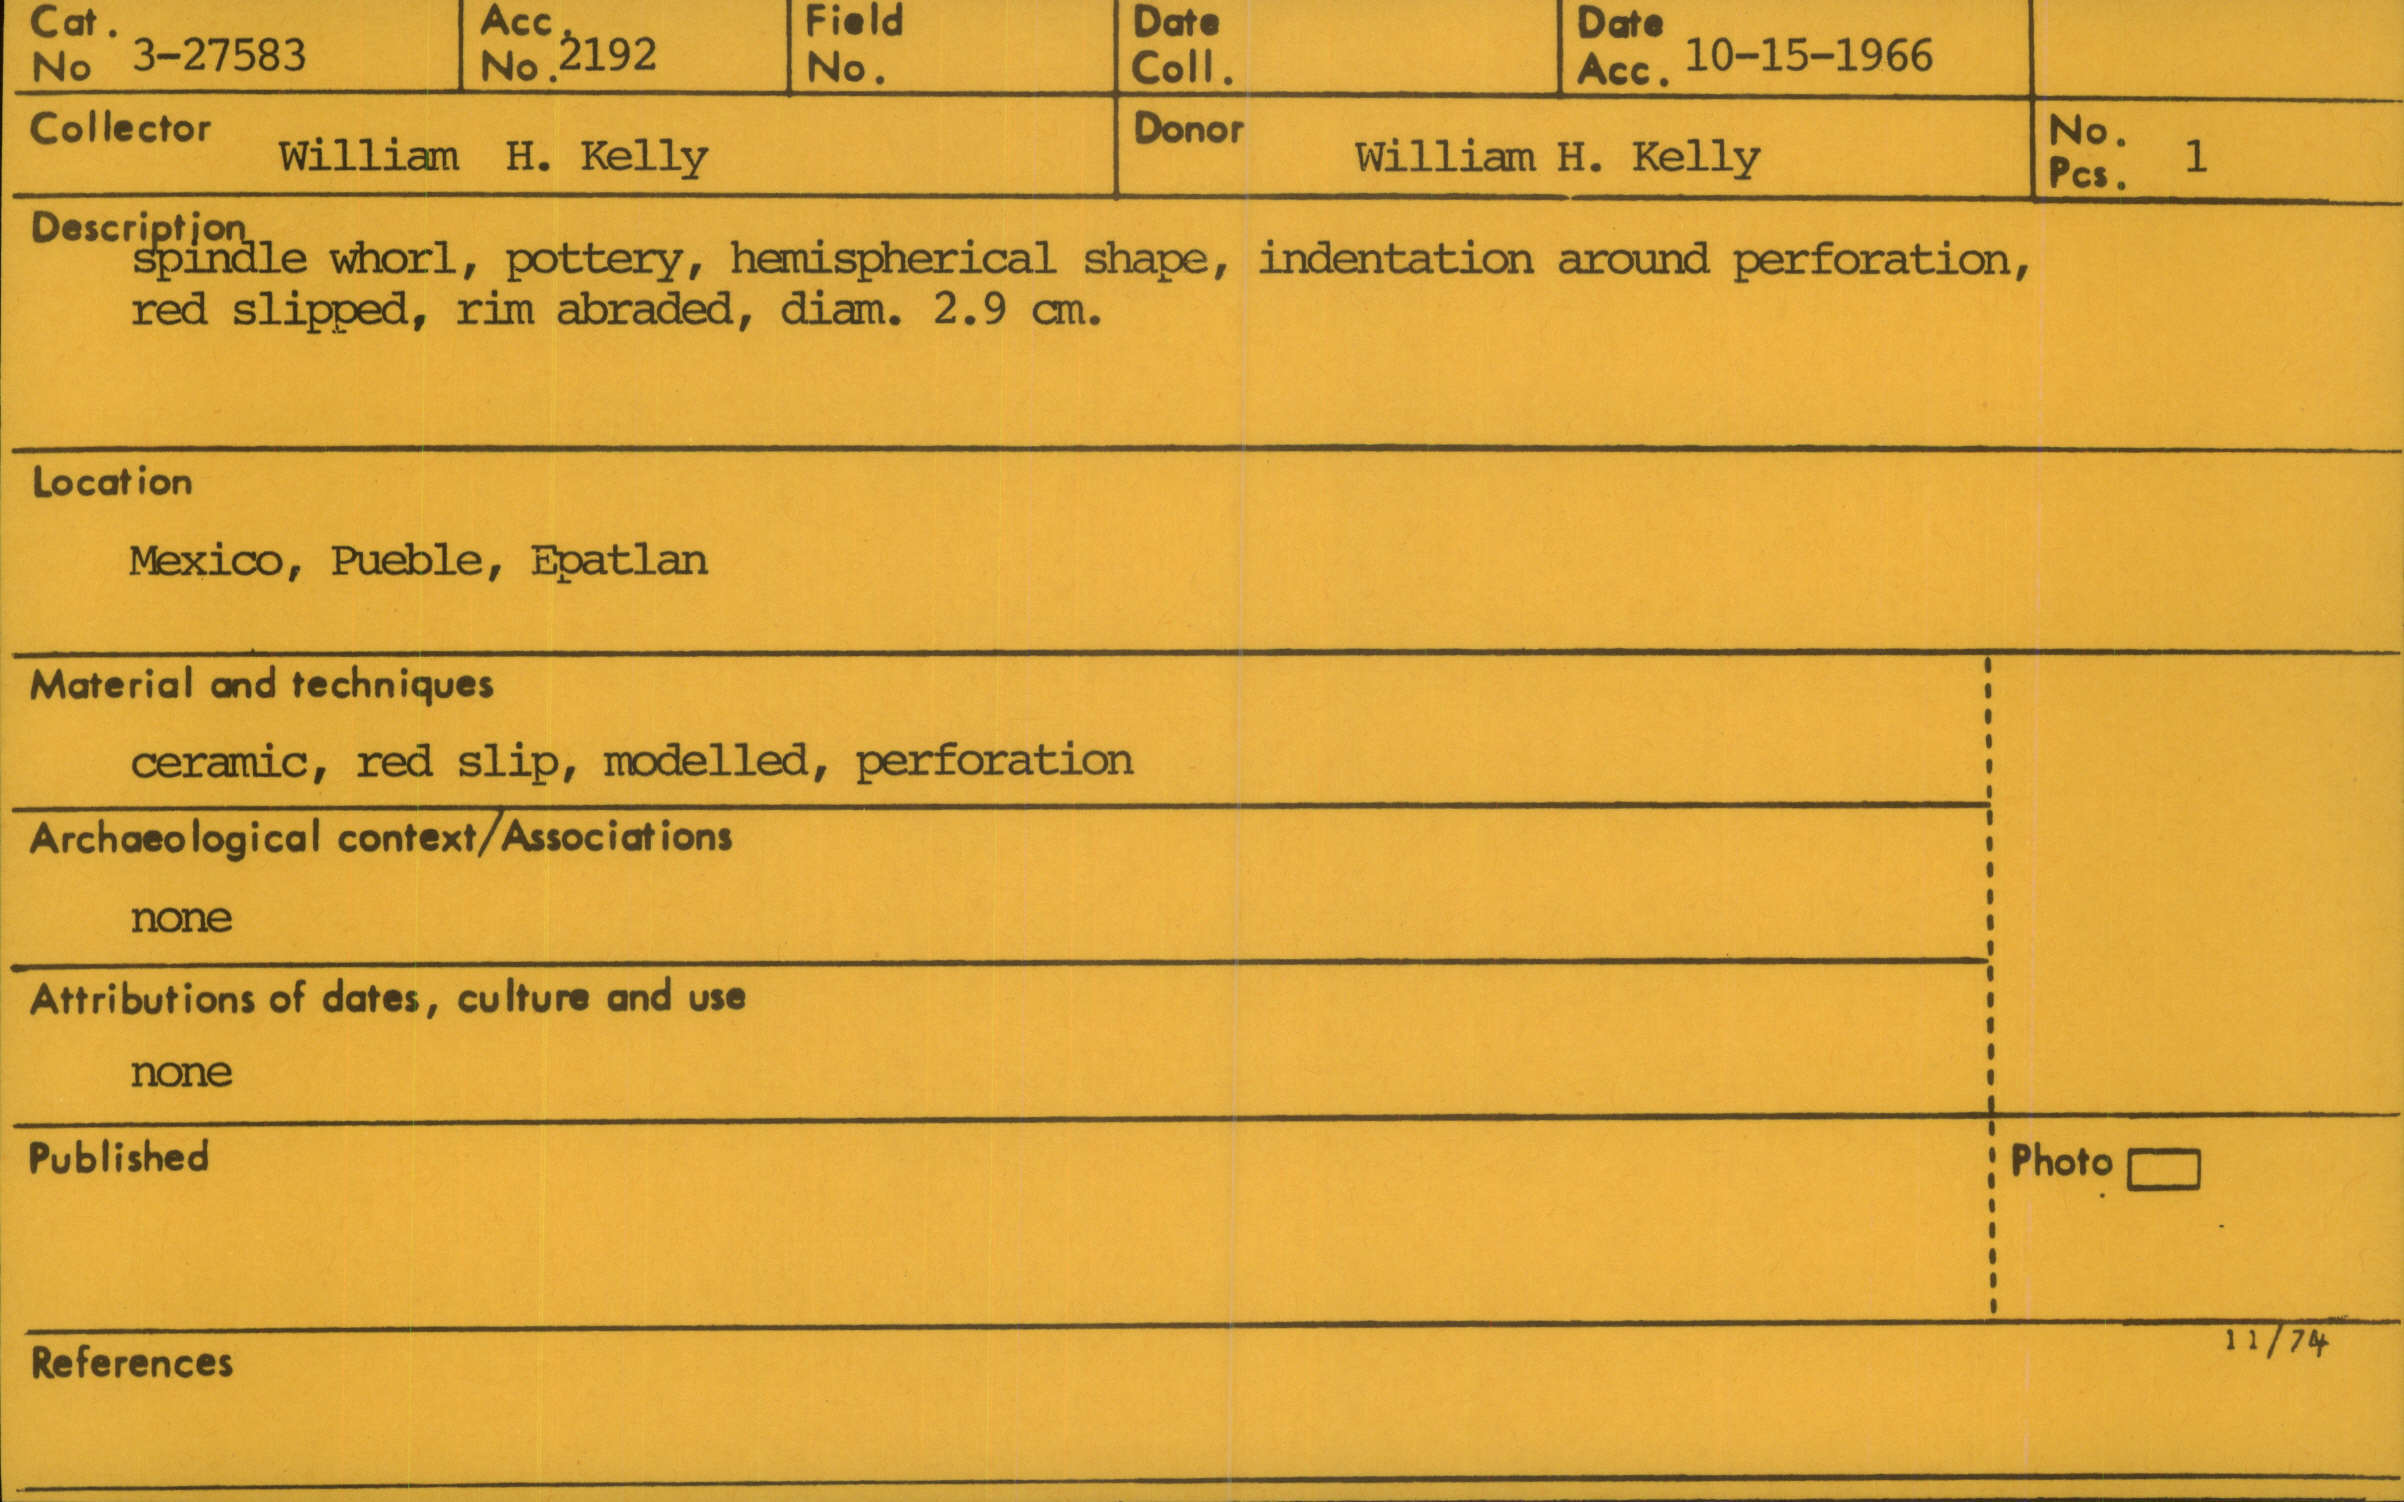 Cat. No 3-27583
Acc. No. 2192
Field No.
Date Coll.
Date Acc. 10-15-1966
Collector William H. Kelly
Donor William H. Kelly
No. Pcs. 1
Description
spindle whorl, pottery, hemispherical shape, indentation around perforation,
red slipped, rim abraded, diam. 2.9 cm.
Location
Mexico, Pueble, Epatlan
Material and techniques
ceramic, red slip, modelled, perforation
Archaeological context/Associations
none
Attributions of dates, culture and use
none
Published
Photo
11/74
References